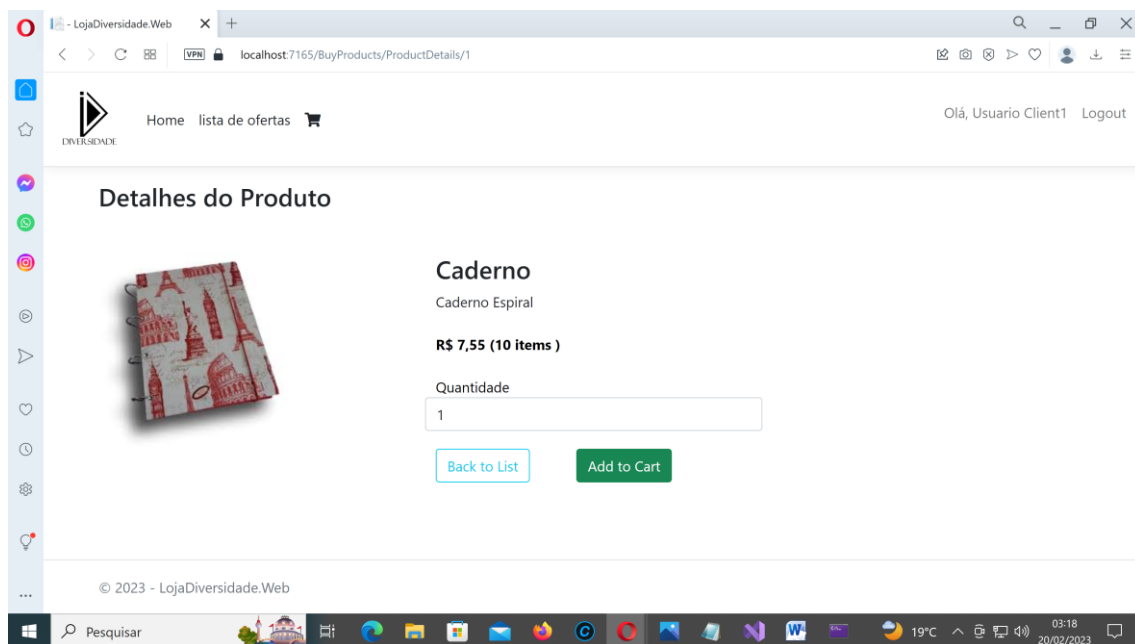 - LojaDiversidade.Web
VPN localhost:7165/BuyProducts/ProductDetails/1
DIVERSIDADE
Home lista de ofertas
Olá, Usuario Client1 Logout
Detalhes do Produto
Caderno
Caderno Espiral
R$ 7,55 (10 items )
Quantidade
1
Back to List
Add to Cart
© 2023 - LojaDiversidade.Web
Pesquisar
19°C
03:18
20/02/2023